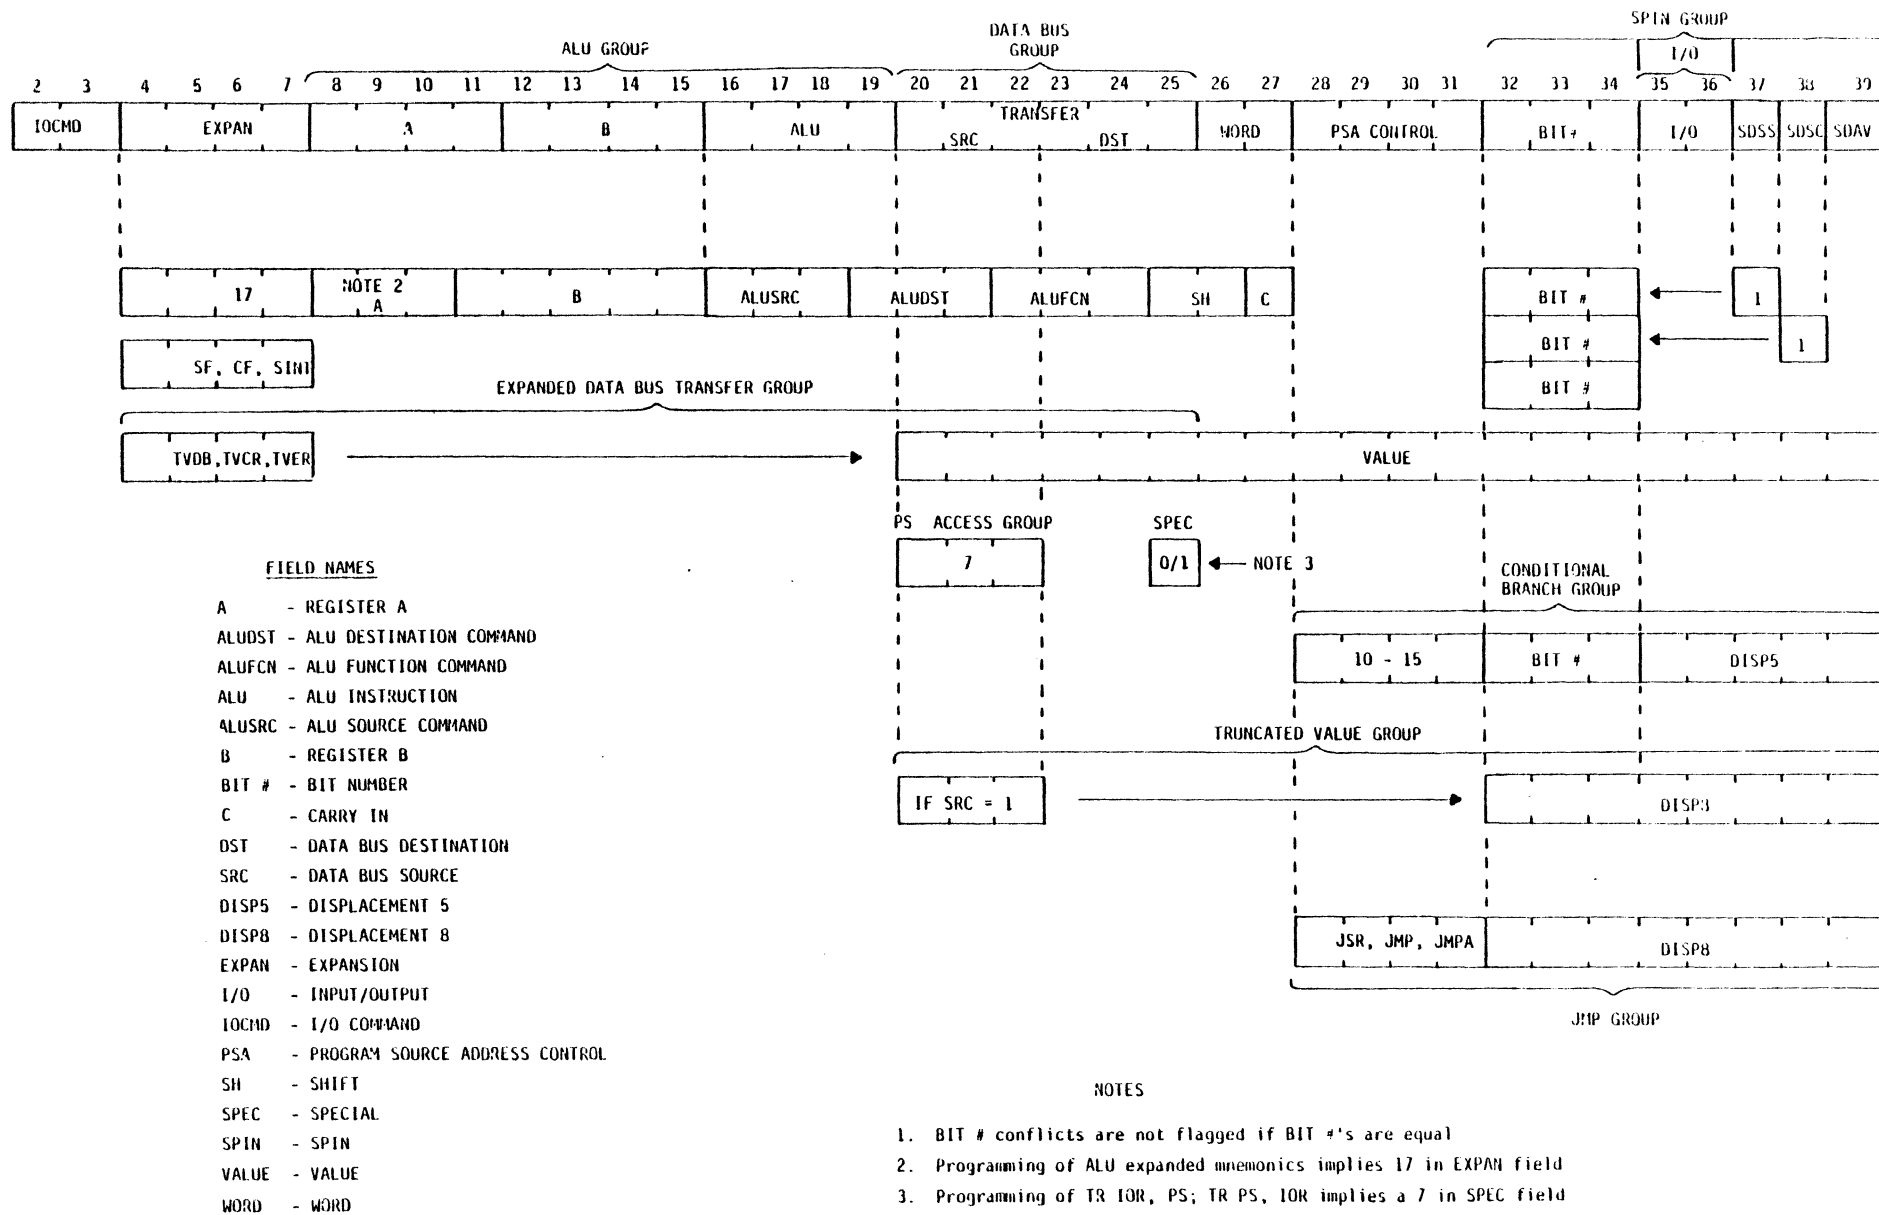 SPIN GROUP
DATA BUS
GROUP
ALU GROUP
I/O
2 3 4 5 6 7 8 9 10 11 12 13 14 15 16 17 18 19 20 21 22 23 24 25 26 27 28 29 30 31 32 33 34 35 36 37 38 39
IOCMD EXPAN A B ALU TRANSFER SRC DST WORD PSA CONTROL BIT# I/O SDSS SDSC SDAV
17 NOTE 2 A B ALUSRC ALUDST ALUFCN SH C BIT # 1
BIT # 1
SF, CF, SINT BIT #
EXPANDED DATA BUS TRANSFER GROUP
TVDB,TVCR,TVER VALUE
PS ACCESS GROUP SPEC
7 0/1 NOTE 3
CONDITIONAL
BRANCH GROUP
10 - 15 BIT # DISP5
TRUNCATED VALUE GROUP
IF SRC = 1 DISP8
JSR, JMP, JMPA DISP8
JMP GROUP
FIELD NAMES
A - REGISTER A
ALUDST - ALU DESTINATION COMMAND
ALUFCN - ALU FUNCTION COMMAND
ALU - ALU INSTRUCTION
ALUSRC - ALU SOURCE COMMAND
B - REGISTER B
BIT # - BIT NUMBER
C - CARRY IN
DST - DATA BUS DESTINATION
SRC - DATA BUS SOURCE
DISP5 - DISPLACEMENT 5
DISP8 - DISPLACEMENT 8
EXPAN - EXPANSION
I/O - INPUT/OUTPUT
IOCMD - I/O COMMAND
PSA - PROGRAM SOURCE ADDRESS CONTROL
SH - SHIFT
SPEC - SPECIAL
SPIN - SPIN
VALUE - VALUE
WORD - WORD
NOTES
1. BIT # conflicts are not flagged if BIT #'s are equal
2. Programming of ALU expanded mnemonics implies 17 in EXPAN field
3. Programming of TR IOR, PS; TR PS, IOR implies a 7 in SPEC field